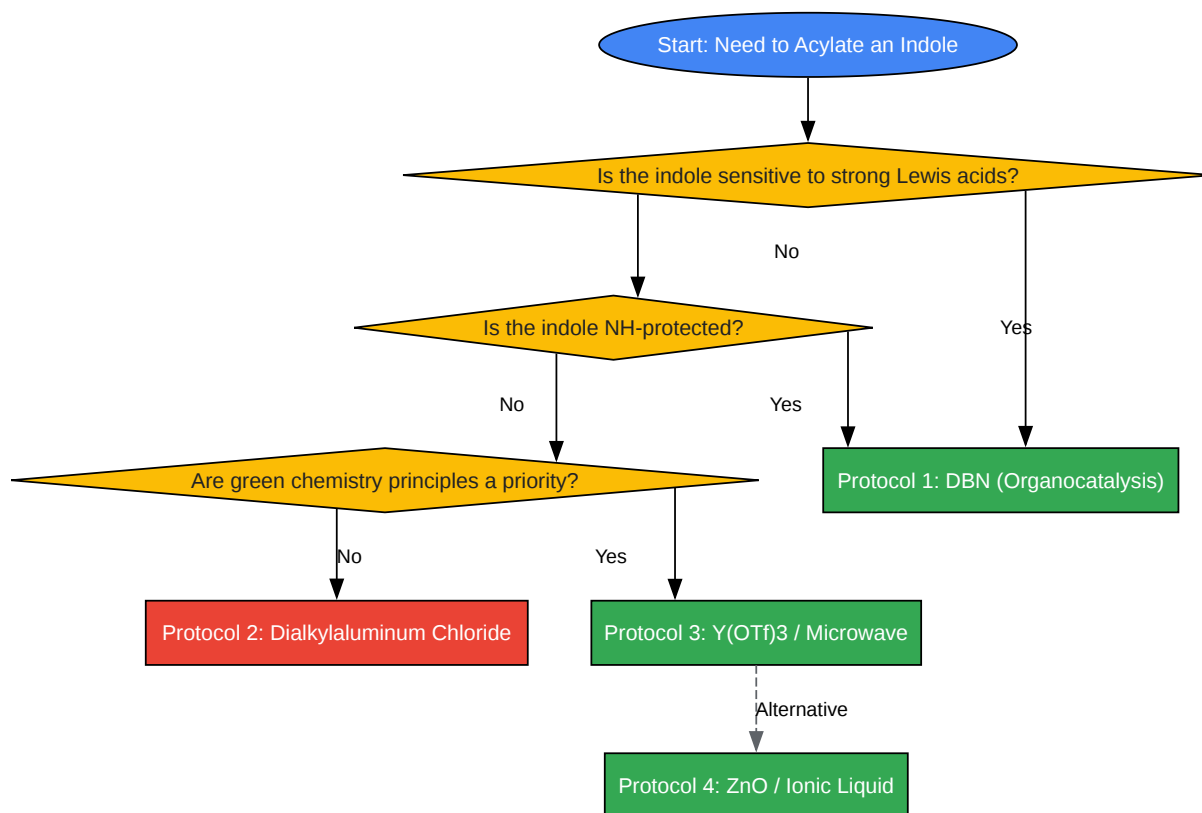 Start: Need to Acylate an Indole
Is the indole sensitive to strong Lewis acids?
No
Is the indole NH-protected?
Yes
No
Yes
Are green chemistry principles a priority?
Protocol 1: DBN (Organocatalysis)
No
Yes
Protocol 2: Dialkylaluminum Chloride
Protocol 3: Y(OTf)3 / Microwave
Alternative
Protocol 4: ZnO / Ionic Liquid